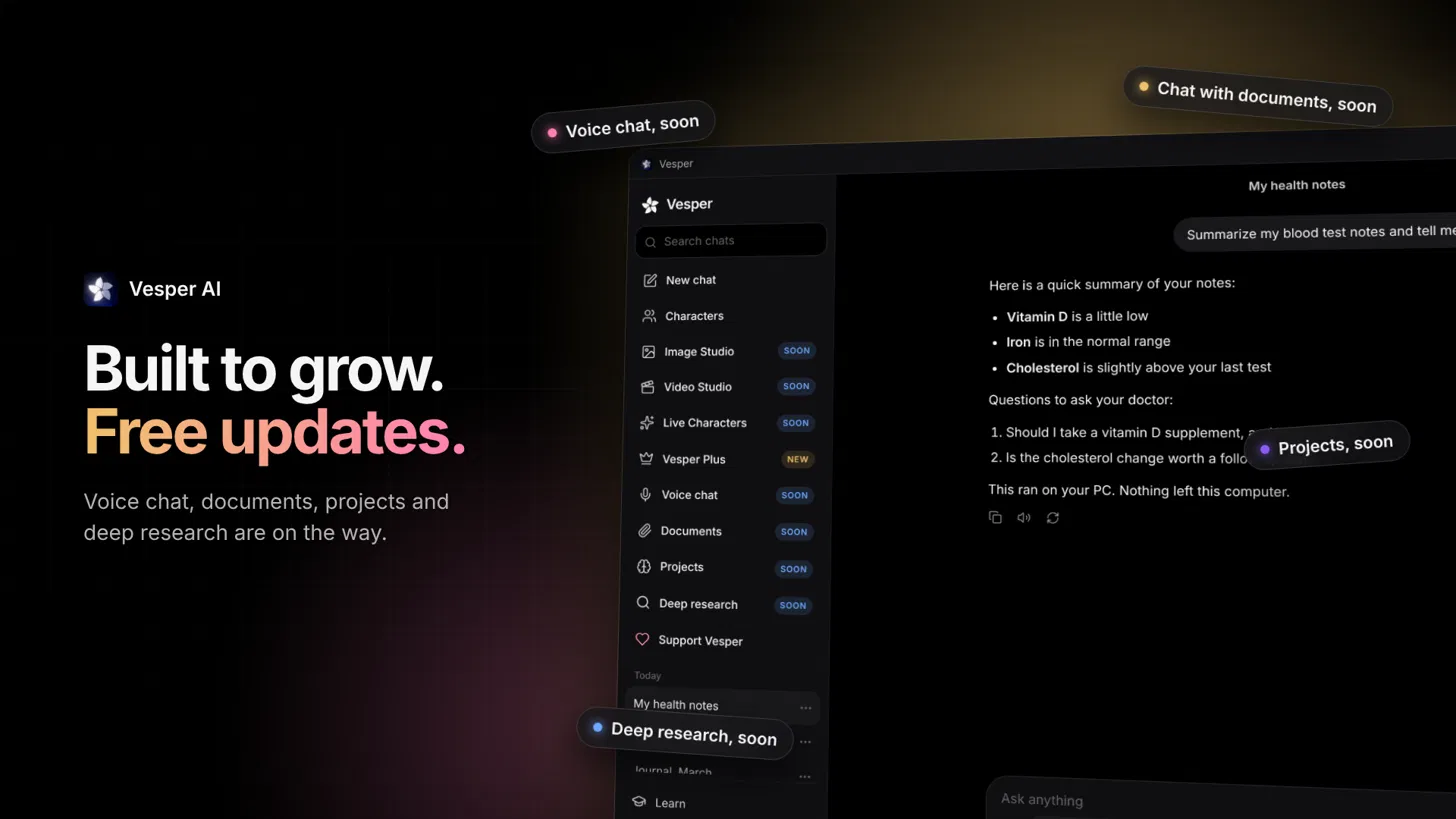 Chat with documents, soon
Voice chat, soon
Vesper
My health notes
Vesper
Search chats
Summarize my blood test notes and tell me
New chat
Here is a quick summary of your notes:
Vesper AI
Characters
• Vitamin D is a little low
Image Studio SOON
• Iron is in the normal range
Built to grow.
Video Studio SOON
• Cholesterol is slightly above your last test
Free updates.
Live Characters SOON
Questions to ask your doctor:
1. Should I take a vitamin D supplement,
Vesper Plus NEW
2. Is the cholesterol change worth a
Projects, soon
Voice chat SOON
This ran on your PC. Nothing left this computer.
Voice chat, documents, projects and
deep research are on the way.
Documents SOON
Projects SOON
Deep research SOON
Support Vesper
Today
My health notes
Deep research, soon
Journal, March
Learn
Ask anything